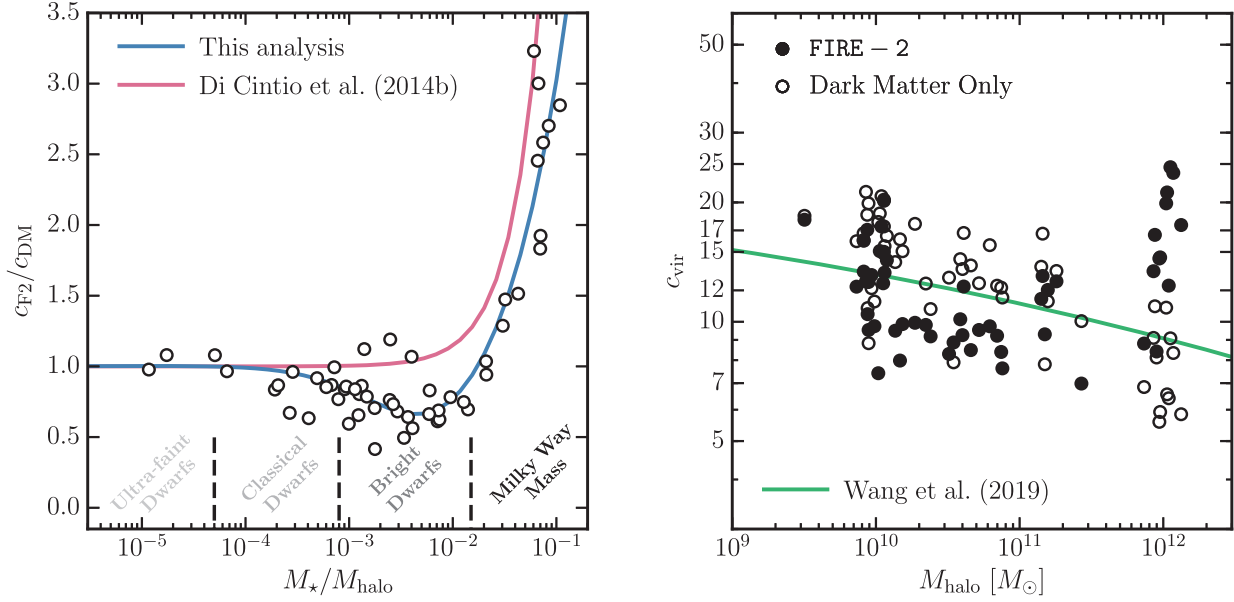 3.5
3.0
2.5
2.0
1.5
1.0
0.5
0.0
c_F2/c_DM
This analysis
Di Cintio et al. (2014b)
Ultra-faint
Dwarfs
Classical
Dwarfs
Bright
Dwarfs
Milky Way
Mass
10^−5
10^−4
10^−3
10^−2
10^−1
M_⋆/M_halo
50
30
25
20
17
15
12
10
7
5
c_vir
FIRE − 2
Dark Matter Only
Wang et al. (2019)
10^9
10^10
10^11
10^12
M_halo [M_⊙]